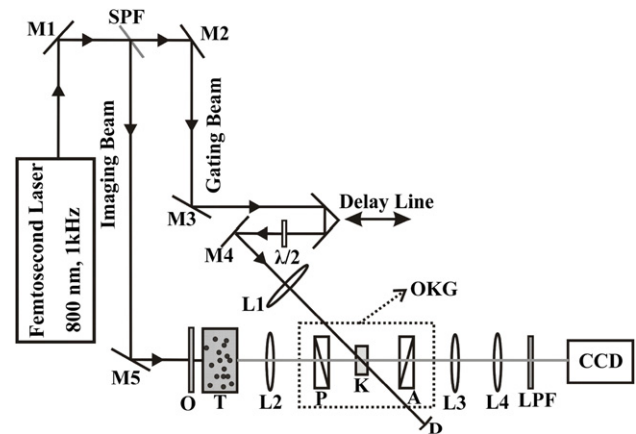 SPF
M1
M2
Imaging Beam
Gating Beam
Femtosecond Laser
800 nm, 1kHz
M3
Delay Line
M4
λ/2
L1
OKG
M5
O
T
L2
P
K
A
D
L3
L4
LPF
CCD